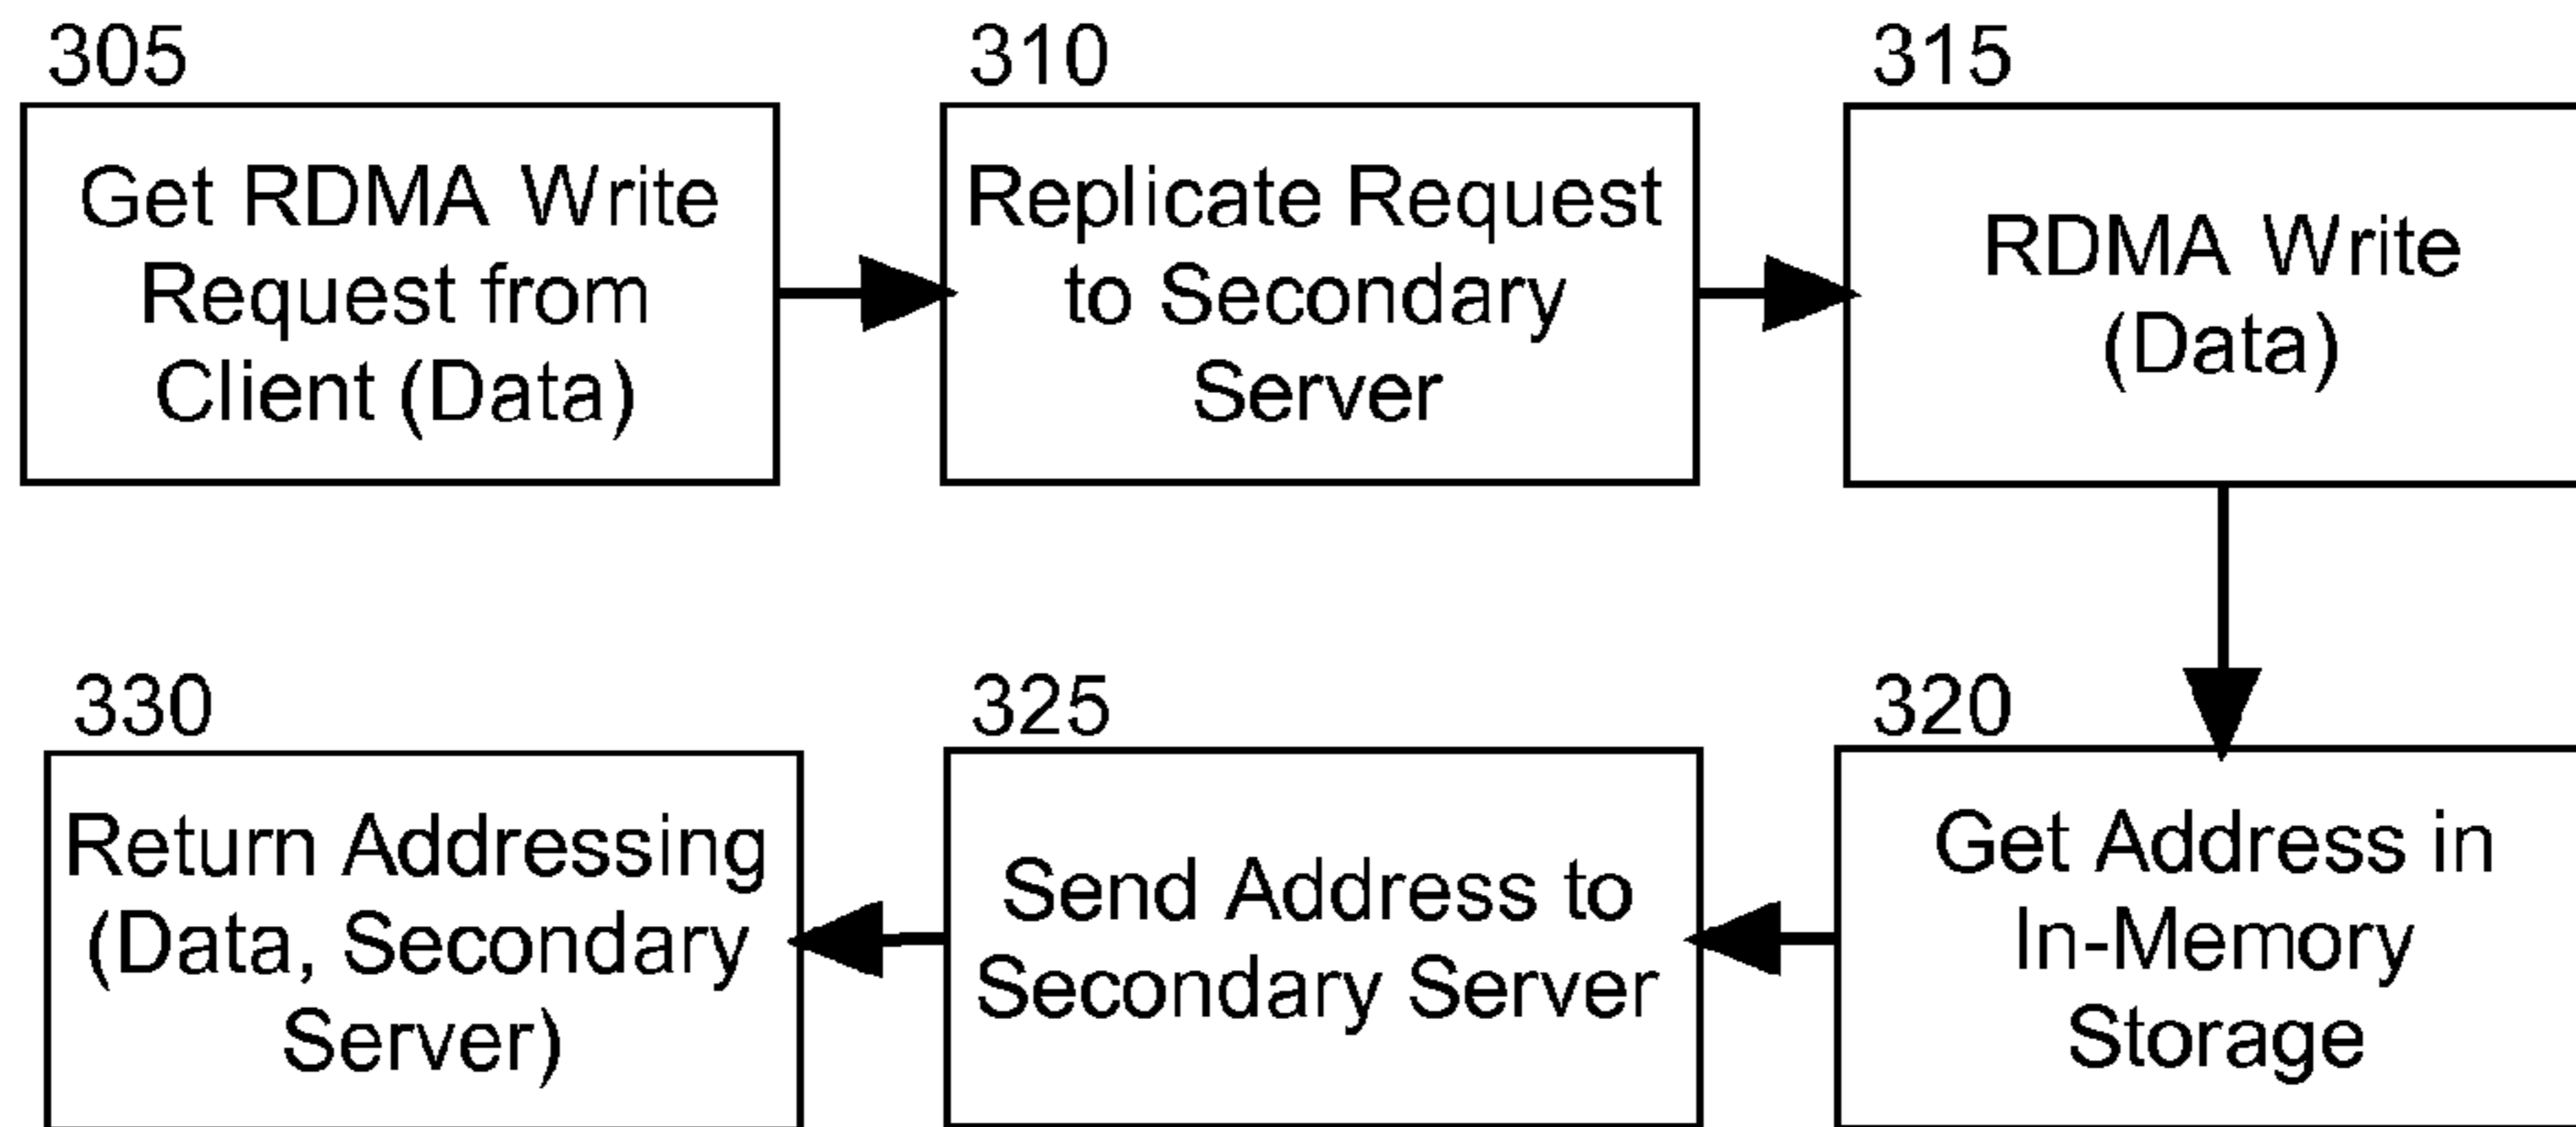 305
Get RDMA Write
Request from
Client (Data)
310
Replicate Request
to Secondary
Server
315
RDMA Write
(Data)
320
Get Address in
In-Memory
Storage
325
Send Address to
Secondary Server
330
Return Addressing
(Data, Secondary
Server)